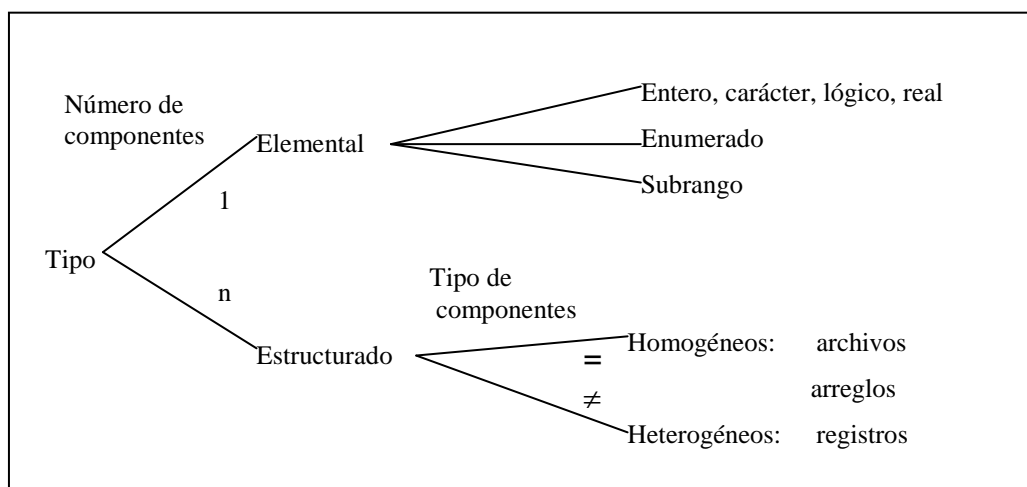 Número de
componentes
Entero, carácter, lógico, real
Elemental
Enumerado
Subrango
1
Tipo
n
Tipo de
componentes
Estructurado
Homogéneos: archivos
=
≠
arreglos
Heterogéneos: registros